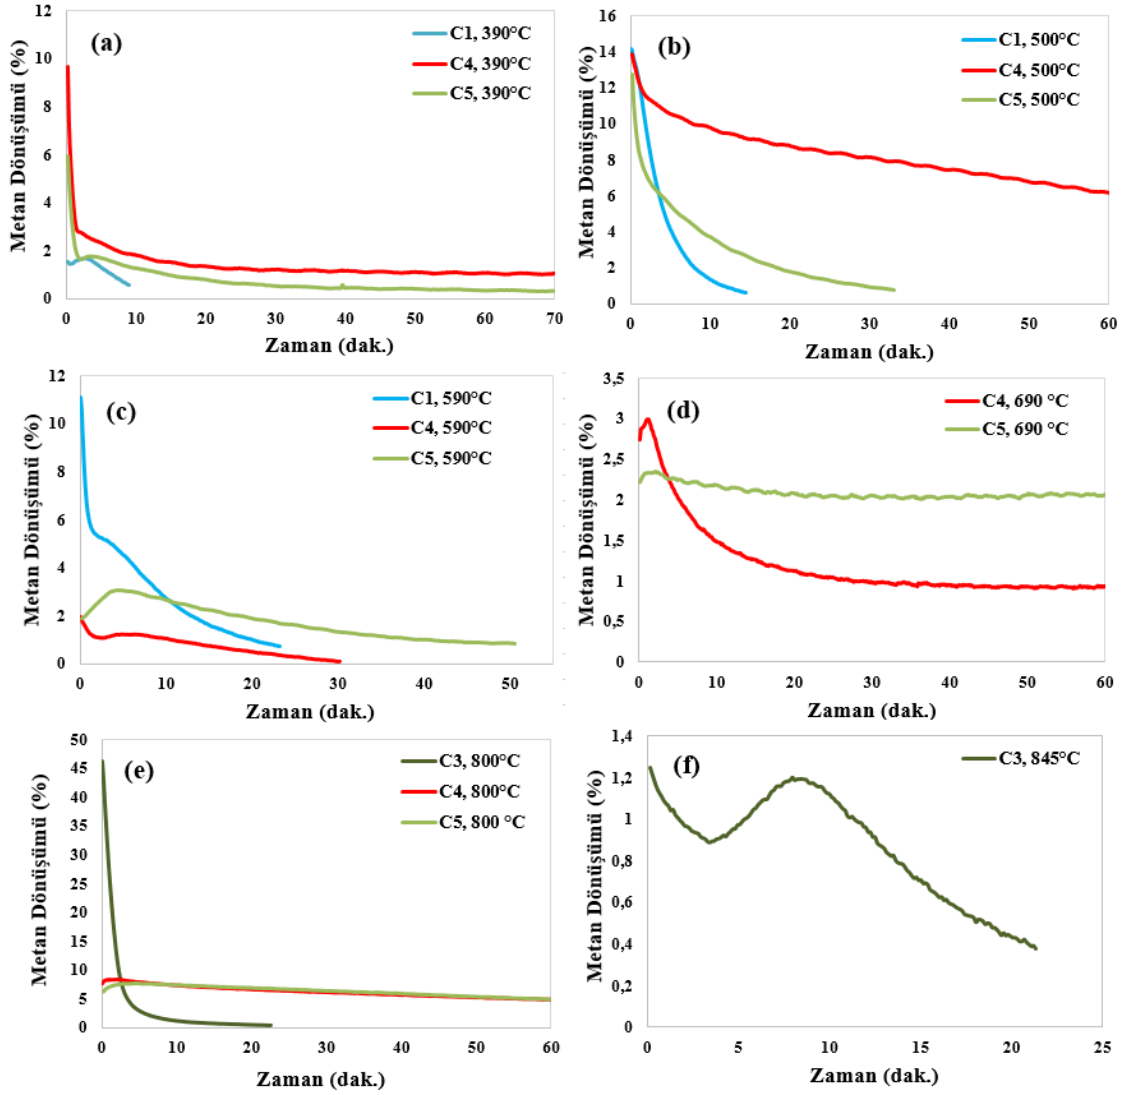 (a)
C1, 390°C
C4, 390°C
C5, 390°C
Metan Dönüşümü (%)
12
10
8
6
4
2
0
0 10 20 30 40 50 60 70
Zaman (dak.)
(b)
C1, 500°C
C4, 500°C
C5, 500°C
Metan Dönüşümü (%)
16
14
12
10
8
6
4
2
0
0 10 20 30 40 50 60
Zaman (dak.)
(c)
C1, 590°C
C4, 590°C
C5, 590°C
Metan Dönüşümü (%)
12
10
8
6
4
2
0
0 10 20 30 40 50
Zaman (dak.)
(d)
C4, 690 °C
C5, 690 °C
Metan Dönüşümü (%)
3,5
3
2,5
2
1,5
1
0,5
0
0 10 20 30 40 50 60
Zaman (dak.)
(e)
C3, 800°C
C4, 800°C
C5, 800 °C
Metan Dönüşümü (%)
50
45
40
35
30
25
20
15
10
5
0
0 10 20 30 40 50 60
Zaman (dak.)
(f)
C3, 845°C
Metan Dönüşümü (%)
1,4
1,2
1
0,8
0,6
0,4
0,2
0
0 5 10 15 20 25
Zaman (dak.)